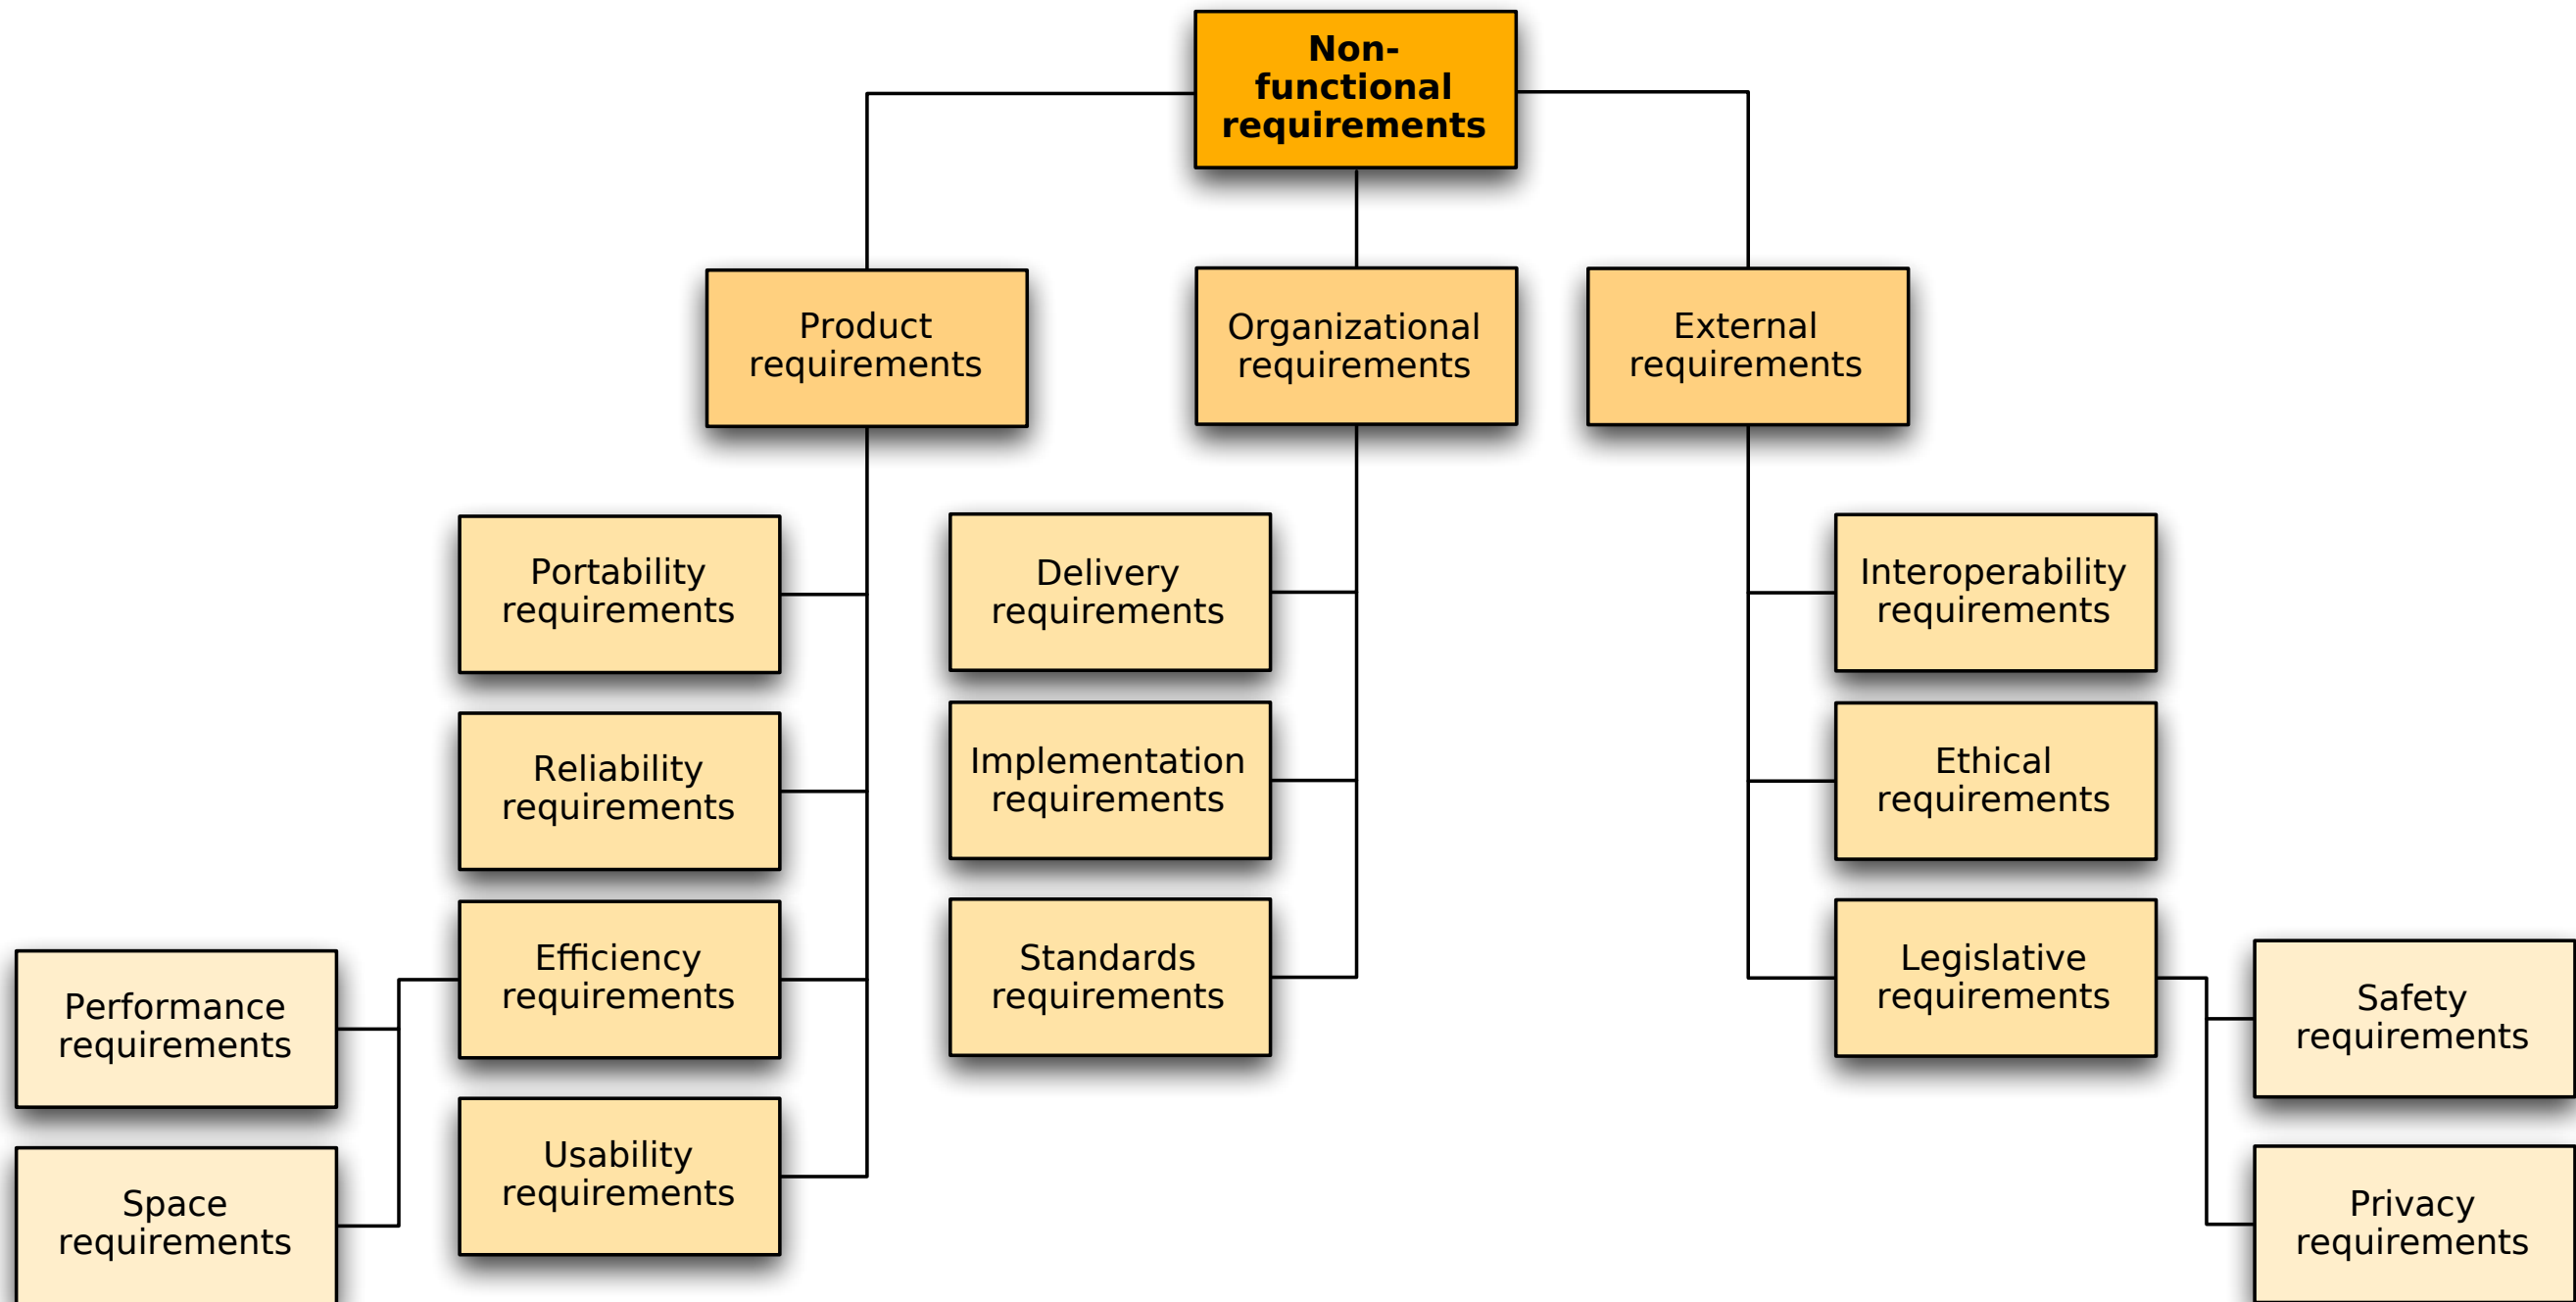 Non-
functional
requirements
Product
requirements
Organizational
requirements
External
requirements
Portability
requirements
Delivery
requirements
Interoperability
requirements
Reliability
requirements
Implementation
requirements
Ethical
requirements
Efficiency
requirements
Standards
requirements
Legislative
requirements
Performance
requirements
Safety
requirements
Usability
requirements
Space
requirements
Privacy
requirements